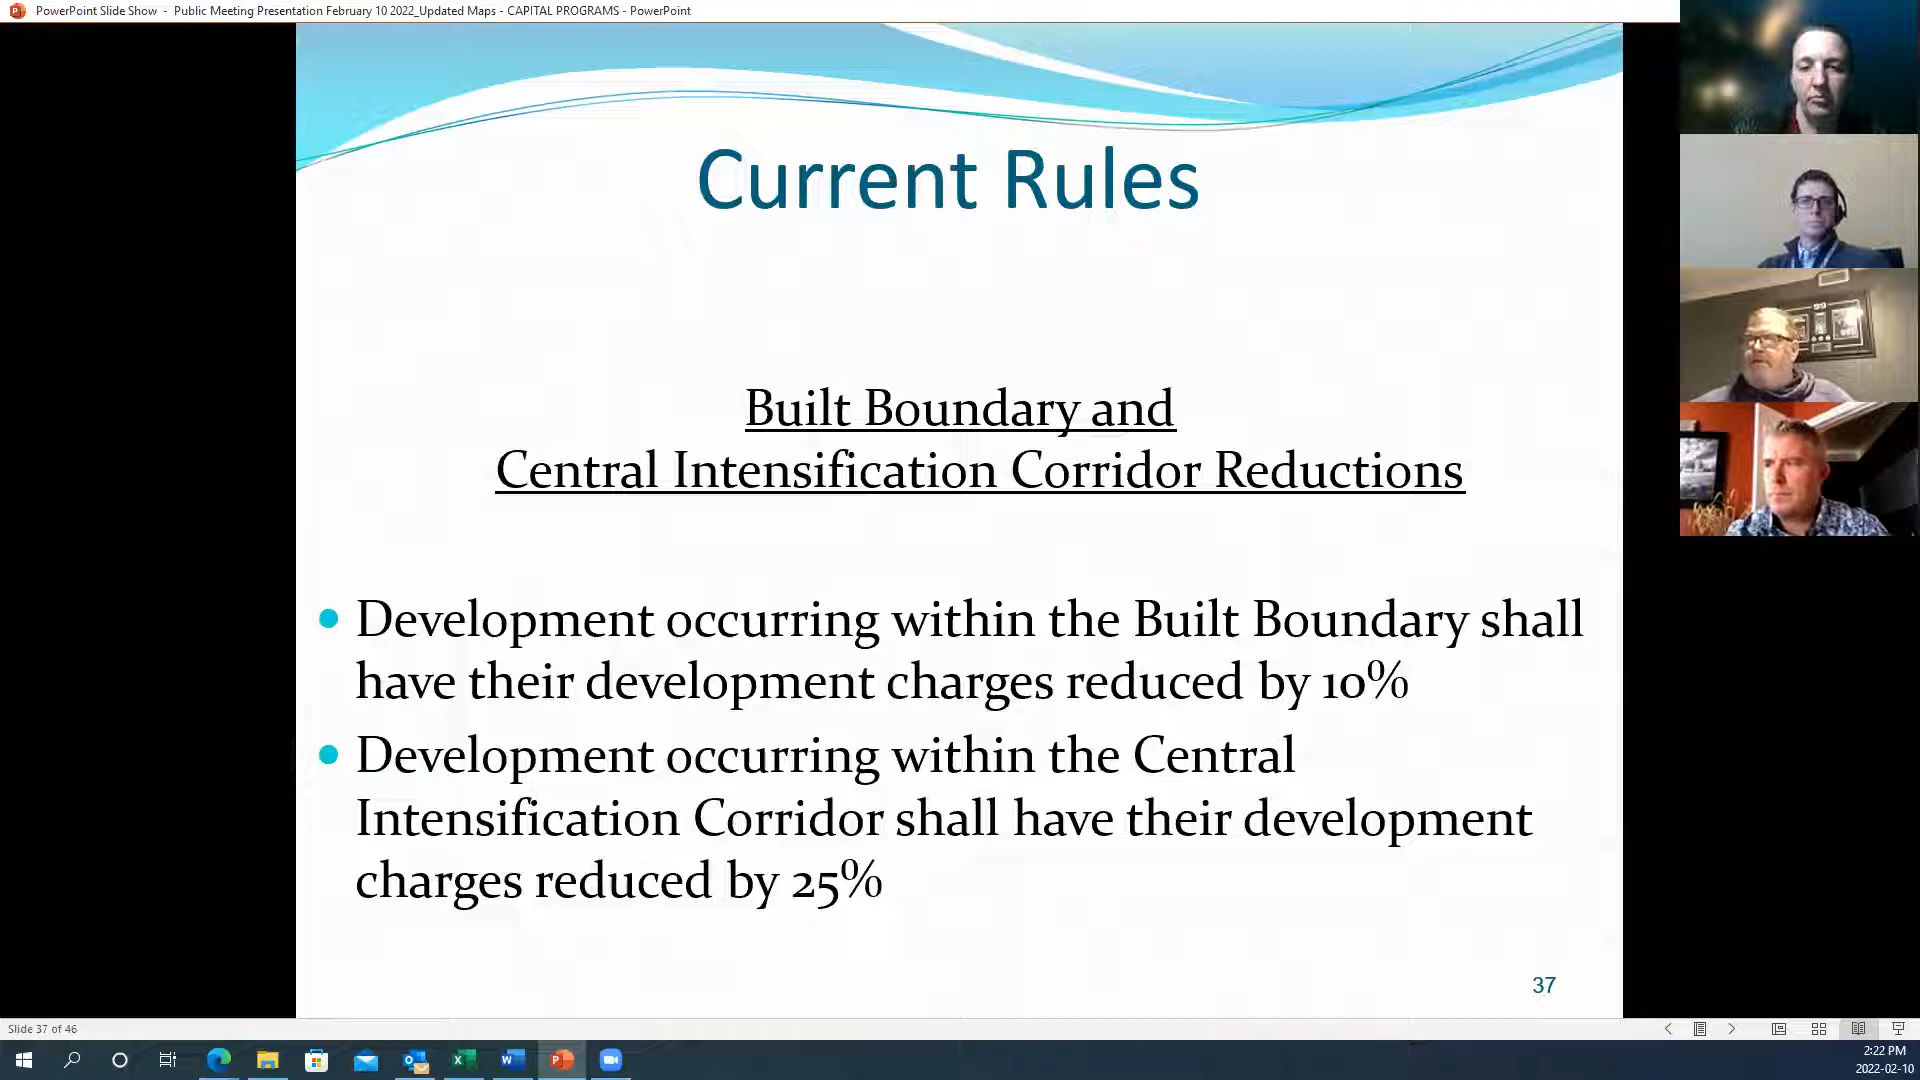 PowerPoint Slide Show - Public Meeting Presentation February 10 2022_Updated Maps - CAPITAL PROGRAMS - PowerPoint
Current Rules
Built Boundary and
Central Intensification Corridor Reductions
Development occurring within the Built Boundary shall
have their development charges reduced by 10%
Development occurring within the Central
Intensification Corridor shall have their development
charges reduced by 25%
37
Slide 37 of 46
2:22 PM
2022-02-10
99